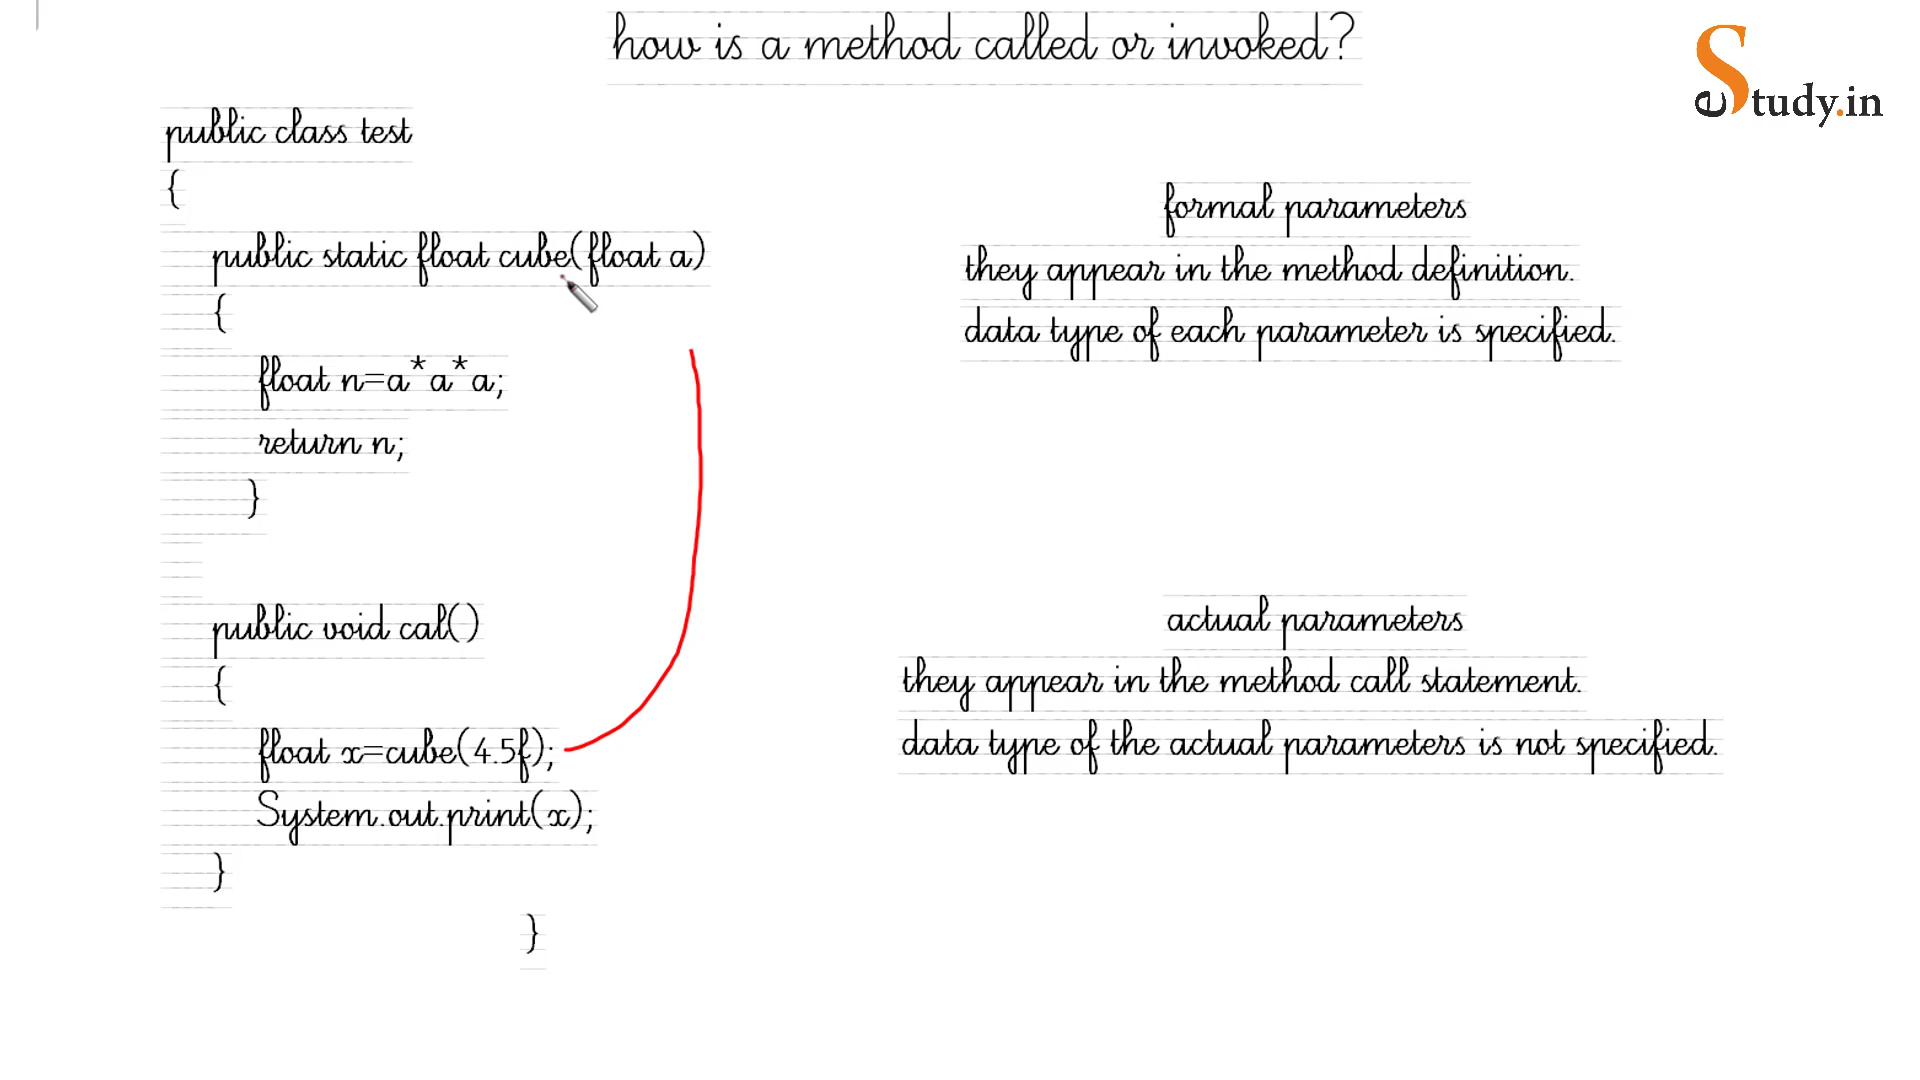 how is a method called or invoked?
eStudy.in
public class test
{
public static float cube(float a)
{
float n=a*a*a;
return n;
}
public void cal()
{
float x=cube(4.5f);
System.out.print(x);
}
}
formal parameters
they appear in the method definition.
data type of each parameter is specified.
actual parameters
they appear in the method call statement.
data type of the actual parameters is not specified.